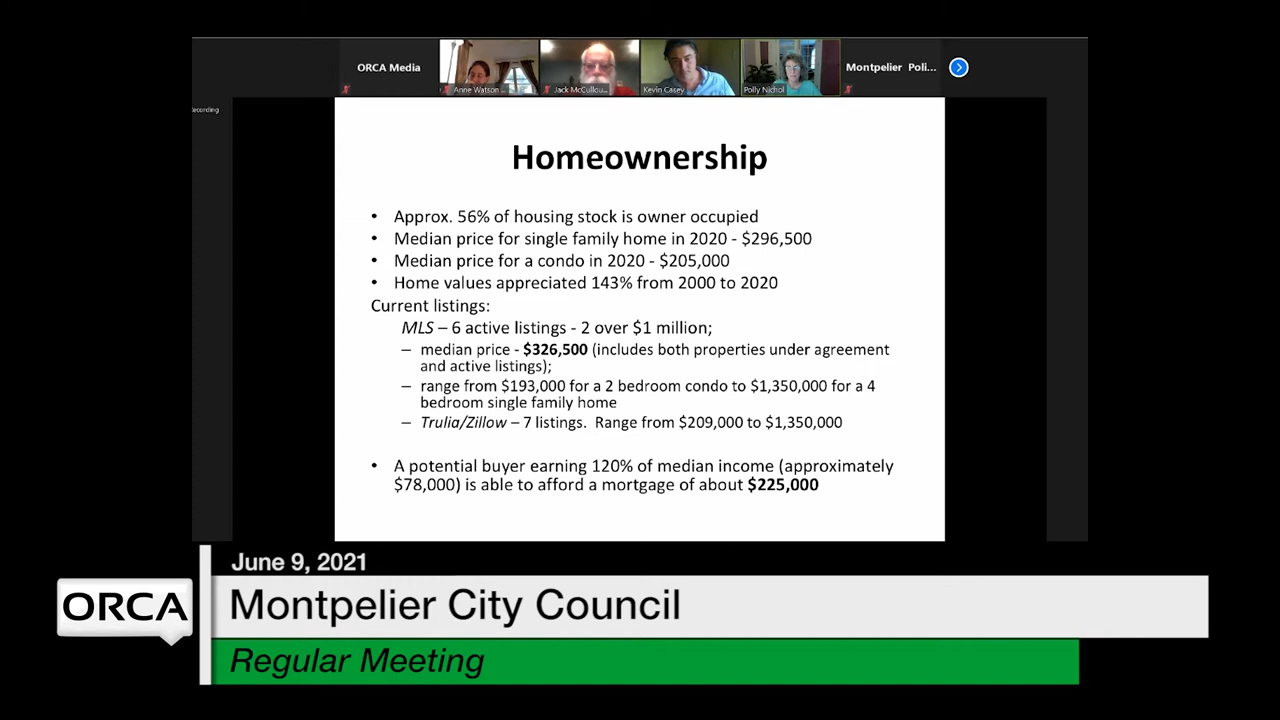 ORCA Media
Anne Watson
Jack McCullou...
Kevin Casey
Polly Nichol
Montpelier Poli...
Homeownership
• Approx. 56% of housing stock is owner occupied
• Median price for single family home in 2020 - $296,500
• Median price for a condo in 2020 - $205,000
• Home values appreciated 143% from 2000 to 2020
Current listings:
MLS – 6 active listings - 2 over $1 million;
– median price - $326,500 (includes both properties under agreement
and active listings);
– range from $193,000 for a 2 bedroom condo to $1,350,000 for a 4
bedroom single family home
– Trulia/Zillow – 7 listings. Range from $209,000 to $1,350,000
• A potential buyer earning 120% of median income (approximately
$78,000) is able to afford a mortgage of about $225,000
June 9, 2021
ORCA
Montpelier City Council
Regular Meeting